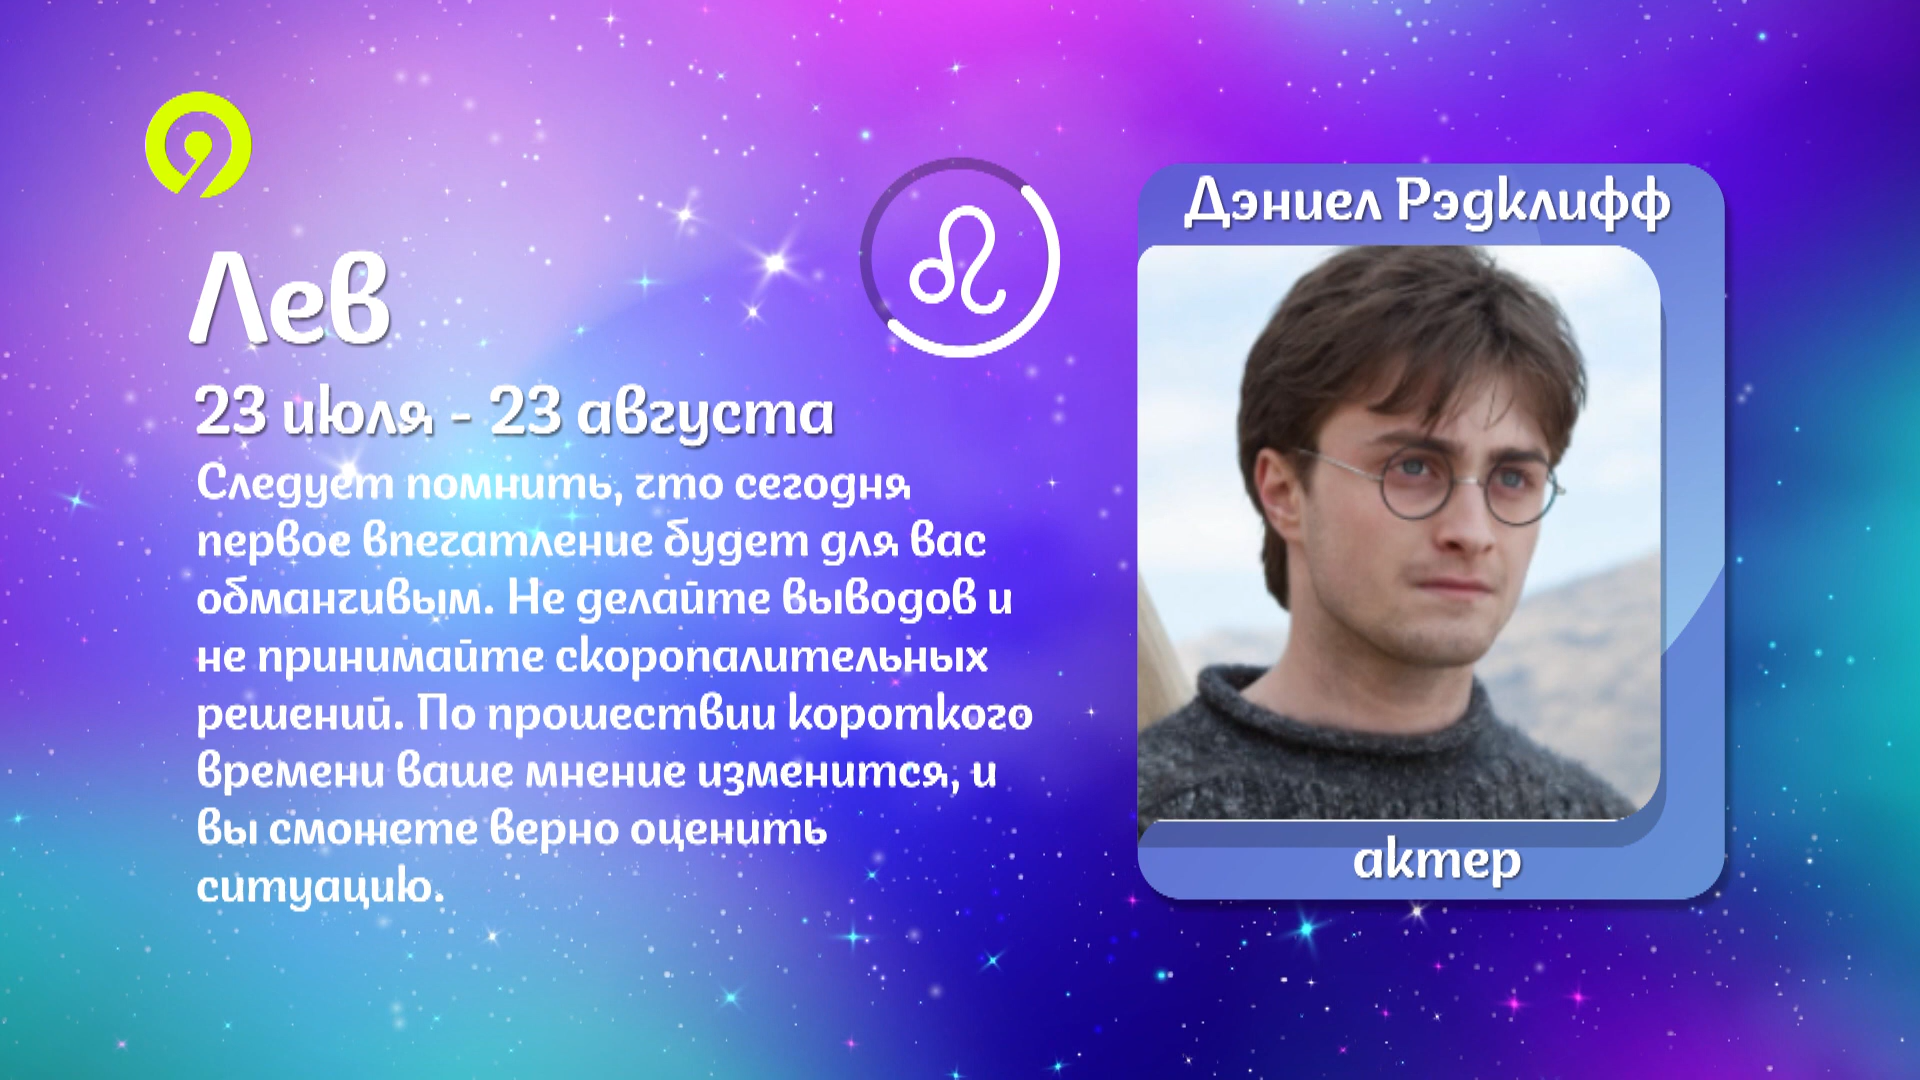 Лев
23 июля - 23 августа
Следует помнить, что сегодня
первое впечатление будет для вас
обманчивым. Не делайте выводов и
не принимайте скоропалительных
решений. По прошествии короткого
времени ваше мнение изменится, и
вы сможете верно оценить
ситуацию.
Дэниел Рэдклифф
актер